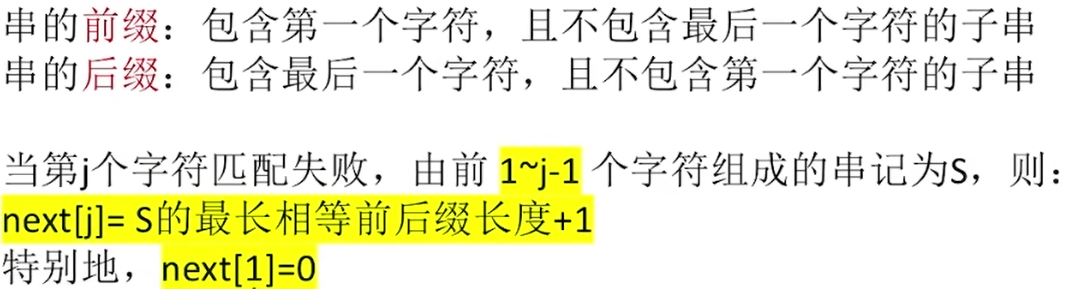 串的前缀：包含第一个字符，且不包含最后一个字符的子串
串的后缀：包含最后一个字符，且不包含第一个字符的子串
当第j个字符匹配失败，由前 1~j-1 个字符组成的串记为S，则：
next[j]= S的最长相等前后缀长度+1
特别地，next[1]=0